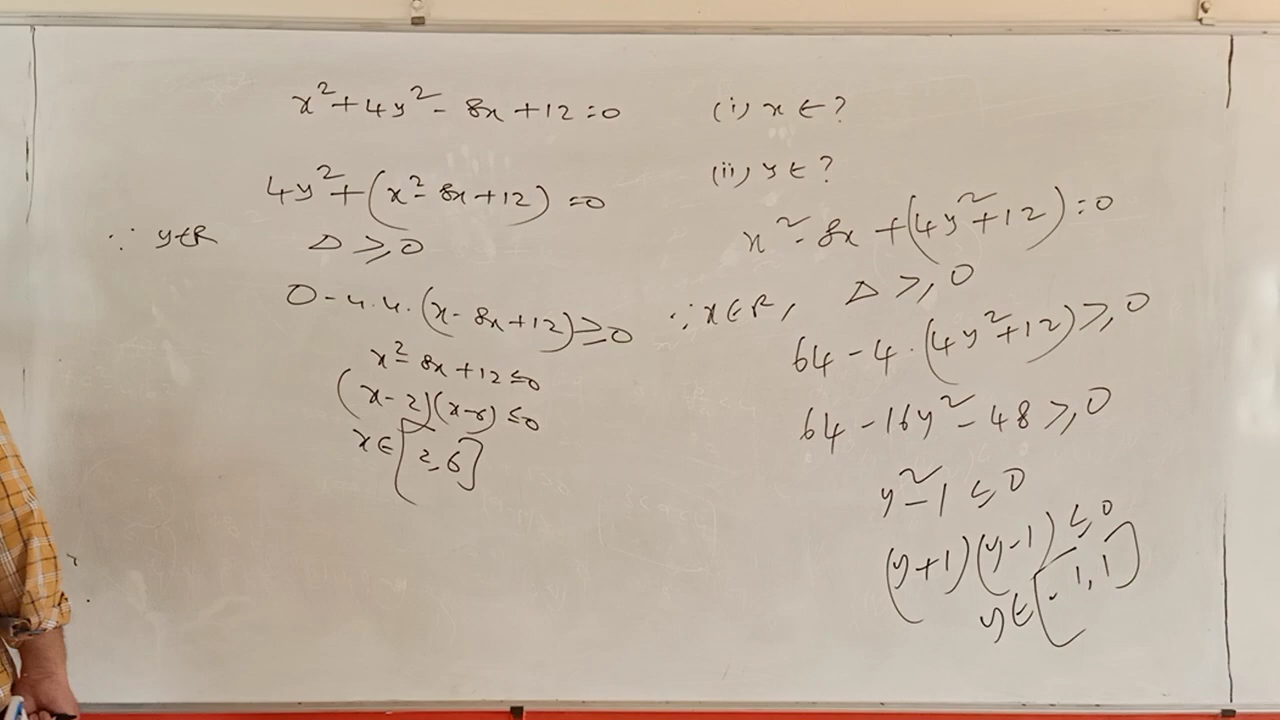 x²+4y²- 8x+12=0
(i) x ∈ ?
(ii) y ∈ ?
4y²+(x²- 8x+12)=0
∵ y∈R Δ ≥ 0
0-4.4.(x- 8x+12)≥0
x²- 8x+12≤0
(x-2)(x-6)≤0
x∈[2,6]
x²- 8x+(4y²+12)=0
∵ x∈R, Δ ≥ 0
64-4.(4y²+12)≥0
64-16y²-48≥0
y²-1≤0
(y+1)(y-1)≤0
y∈[-1,1]